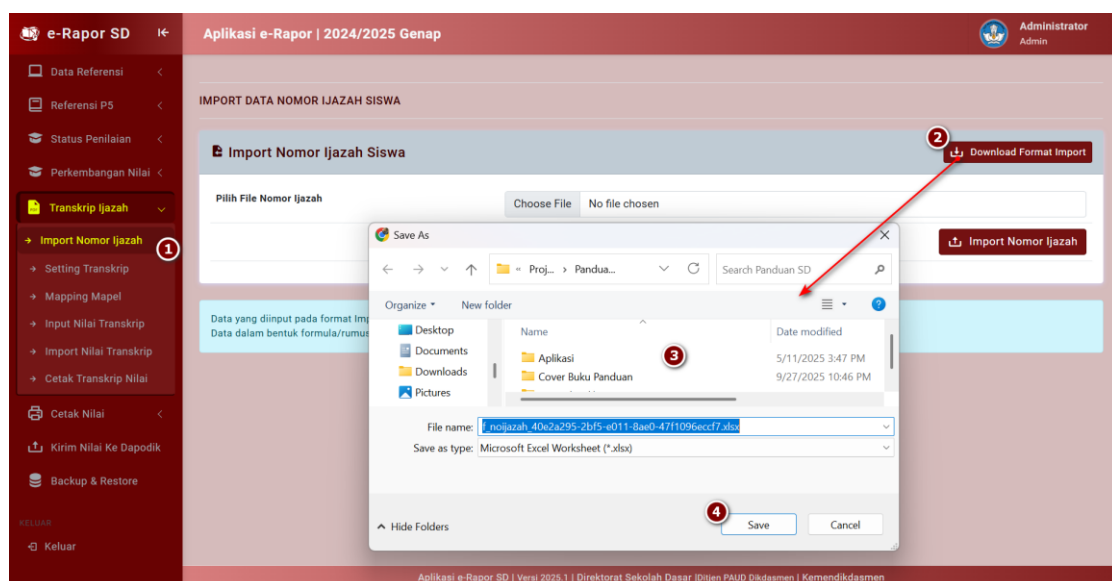 e-Rapor SD
Aplikasi e-Rapor | 2024/2025 Genap
Administrator
Admin
Data Referensi
Referensi P5
Status Penilaian
Perkembangan Nilai
Transkrip Ijazah
Import Nomor Ijazah
1
Setting Transkrip
Mapping Mapel
Input Nilai Transkrip
Import Nilai Transkrip
Cetak Transkrip Nilai
Cetak Nilai
Kirim Nilai Ke Dapodik
Backup & Restore
KELUAR
Keluar
IMPORT DATA NOMOR IJAZAH SISWA
Import Nomor Ijazah Siswa
2
Download Format Import
Pilih File Nomor Ijazah
Choose File No file chosen
Import Nomor Ijazah
Data yang diinput pada format
Data dalam bentuk
Save As
« Proj... › Pandua...
Search Panduan SD
Organize
New folder
?
Desktop
Documents
Downloads
Pictures
Name
Date modified
3
Aplikasi
5/11/2025 3:47 PM
Cover Buku Panduan
9/27/2025 10:46 PM
File name: f_noijazah_40e2a295-2bf5-e011-8ae0-47f1096eccf7.xlsx
Save as type: Microsoft Excel Worksheet (*.xlsx)
Hide Folders
4
Save
Cancel
Aplikasi e-Rapor SD | Versi 2025.1 | Direktorat Sekolah Dasar |Ditjen PAUD Dikdasmen | Kemendikdasmen